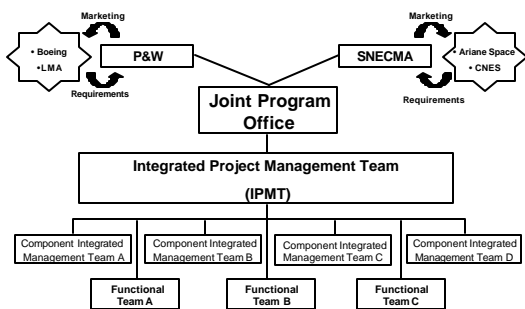 Marketing
• Boeing
•LMA
Requirements
P&W
SNECMA
Marketing
• Ariane Space
• CNES
Requirements
Joint Program
Office
Integrated Project Management Team
(IPMT)
Component Integrated
Management Team A
Component Integrated
Management Team B
Component Integrated
Management Team C
Component Integrated
Management Team D
Functional
Team A
Functional
Team B
Functional
Team C